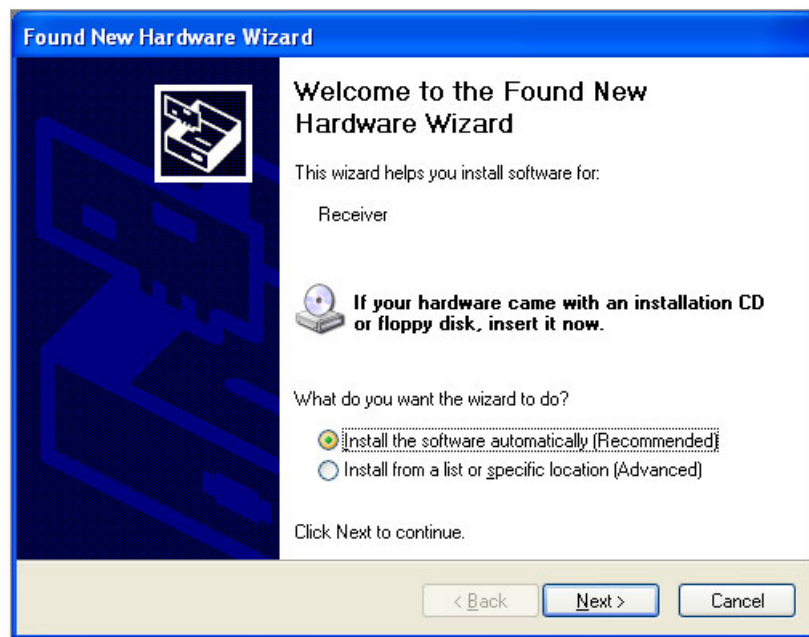 Found New Hardware Wizard
Welcome to the Found New
Hardware Wizard
This wizard helps you install software for:
Receiver
If your hardware came with an installation CD
or floppy disk, insert it now.
What do you want the wizard to do?
Install the software automatically (Recommended)
Install from a list or specific location (Advanced)
Click Next to continue.
< Back
Next >
Cancel